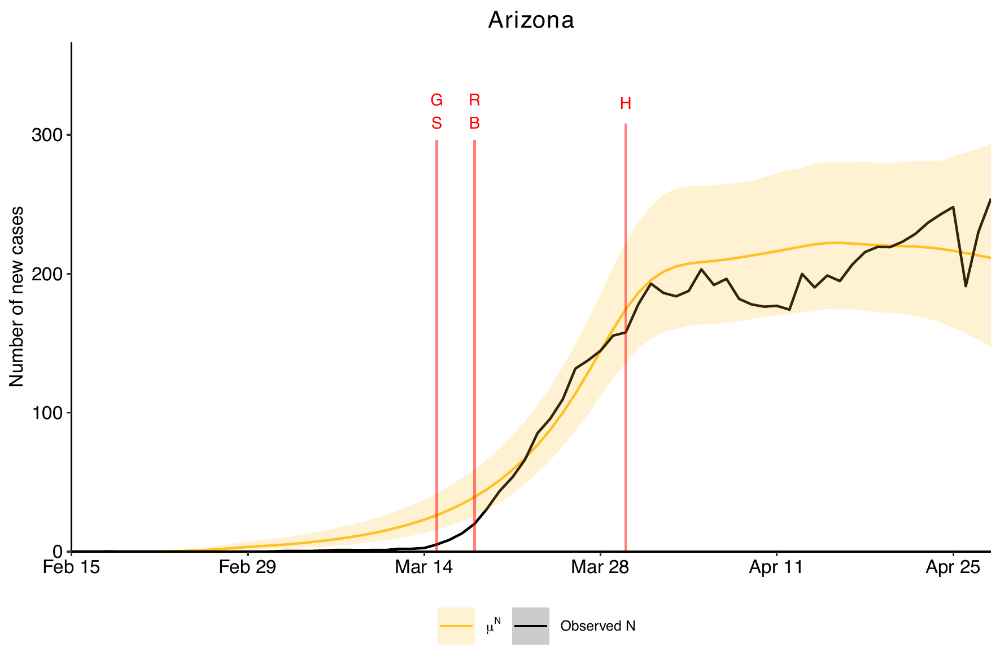 Arizona
Number of new cases
300
200
100
0
G
S
R
B
H
Feb 15
Feb 29
Mar 14
Mar 28
Apr 11
Apr 25
μN
Observed N